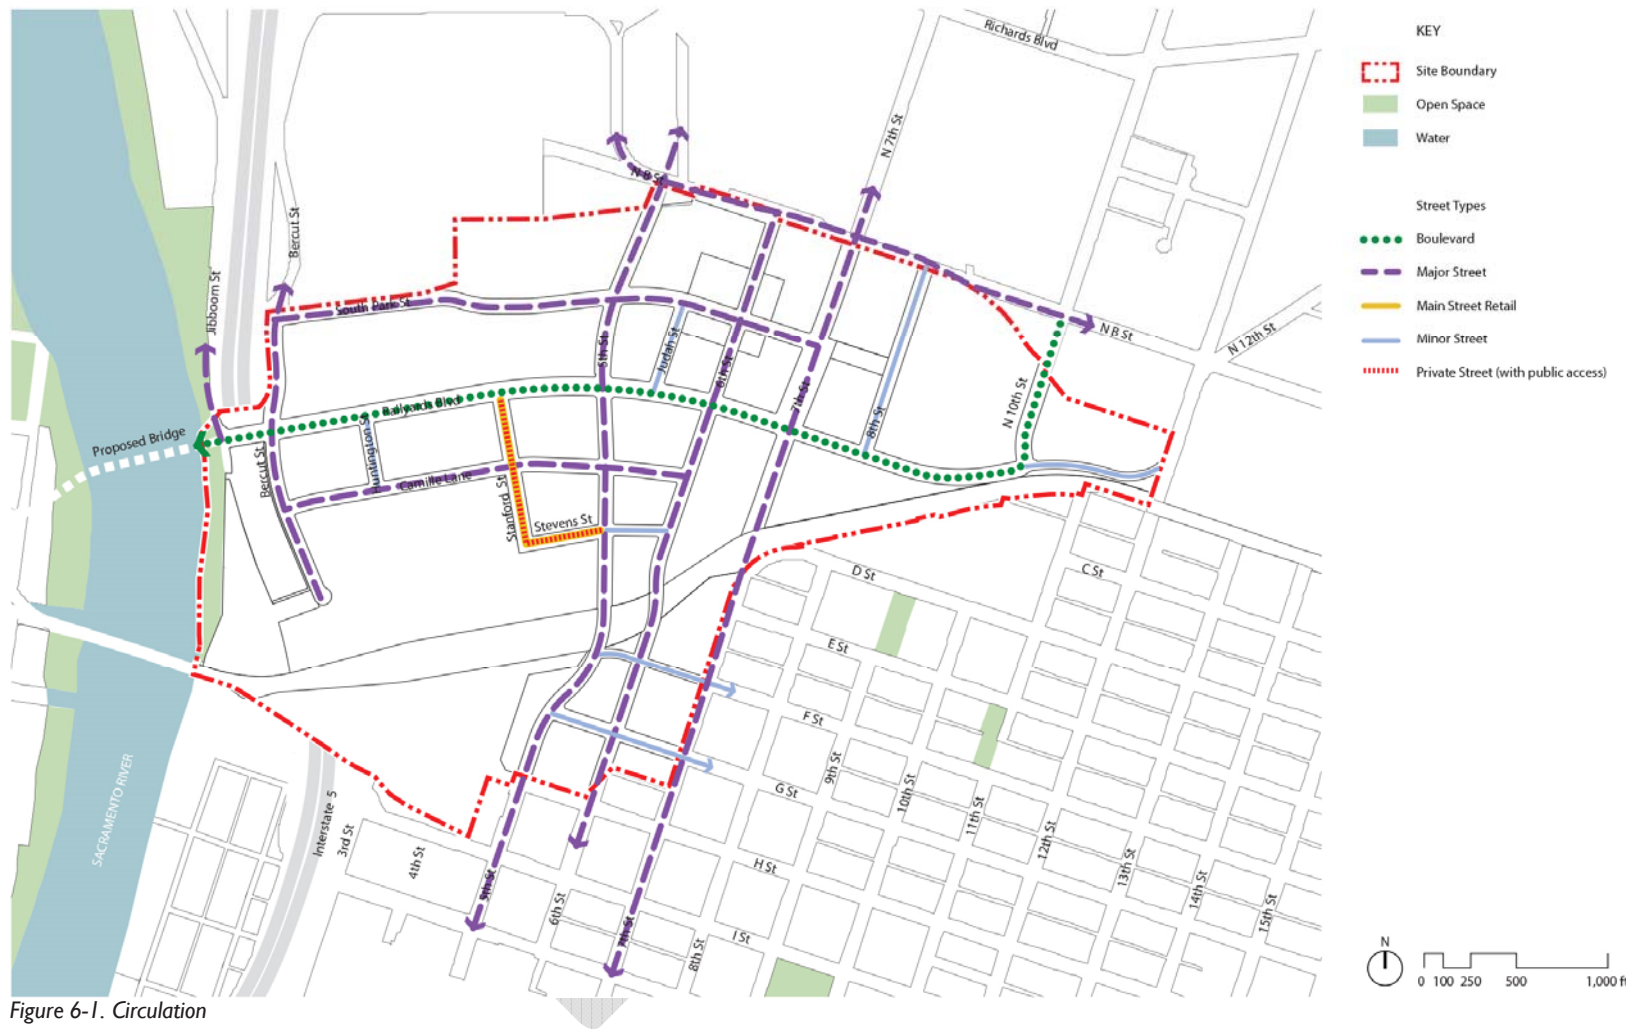 Richards Blvd
N 7th St
N B St
Bercut St
Jibboom St
South Park St
5th St
Judah St
6th St
7th St
8th St
N 10th St
N B St
N 12th St
Railyards Blvd
Proposed Bridge
Huntington St
Bercut St
Camille Lane
Stanford St
Stevens St
D St
C St
E St
F St
9th St
G St
10th St
11th St
12th St
13th St
14th St
15th St
H St
I St
SACRAMENTO RIVER
Interstate 5
3rd St
4th St
5th St
6th St
7th St
8th St
KEY
Site Boundary
Open Space
Water
Street Types
Boulevard
Major Street
Main Street Retail
Minor Street
Private Street (with public access)
N
0 100 250 500 1,000 ft
Figure 6-1. Circulation